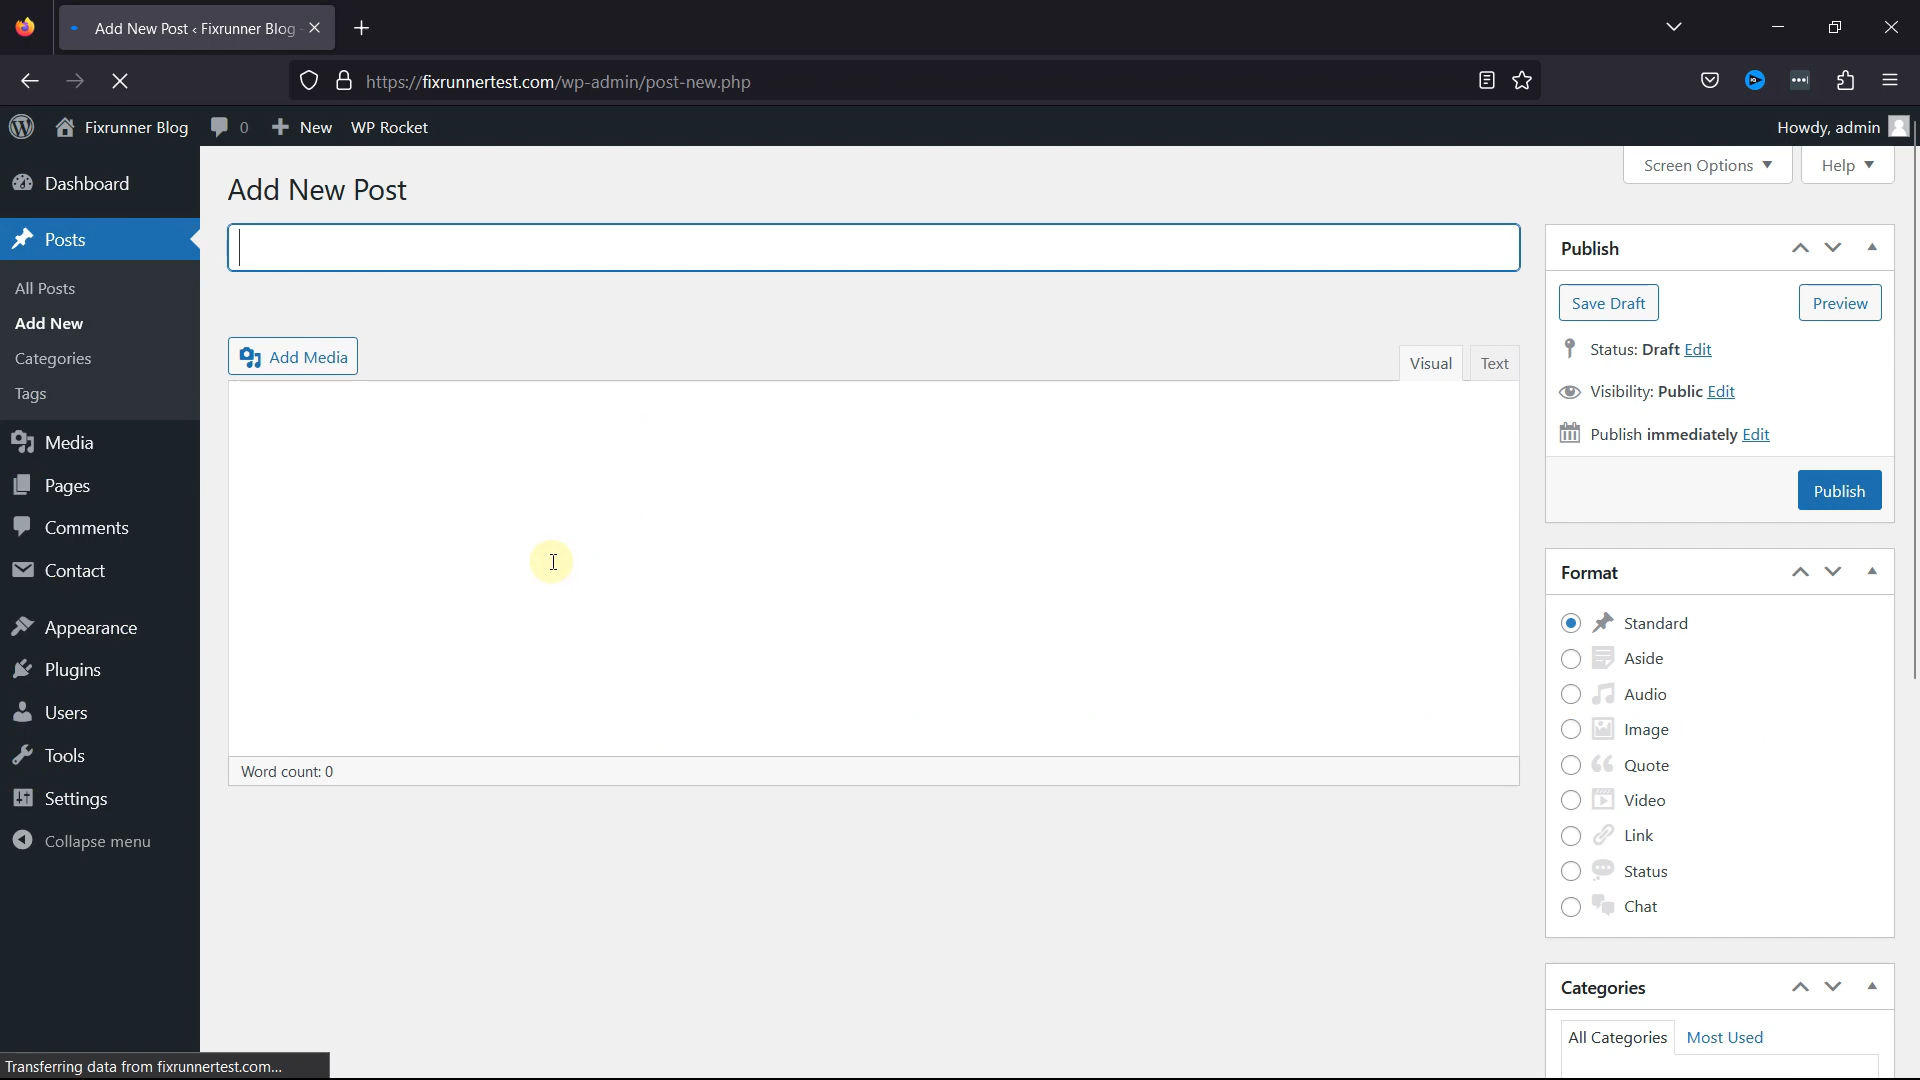 Add New Post ‹ Fixrunner Blog
https://fixrunnertest.com/wp-admin/post-new.php
Fixrunner Blog
0
New
WP Rocket
Howdy, admin
Dashboard
Posts
All Posts
Add New
Categories
Tags
Media
Pages
Comments
Contact
Appearance
Plugins
Users
Tools
Settings
Collapse menu
Screen Options
Help
Add New Post
Add Media
Visual
Text
Word count: 0
Publish
Save Draft
Preview
Status: Draft Edit
Visibility: Public Edit
Publish immediately Edit
Publish
Format
Standard
Aside
Audio
Image
Quote
Video
Link
Status
Chat
Categories
All Categories
Most Used
Transferring data from fixrunnertest.com...